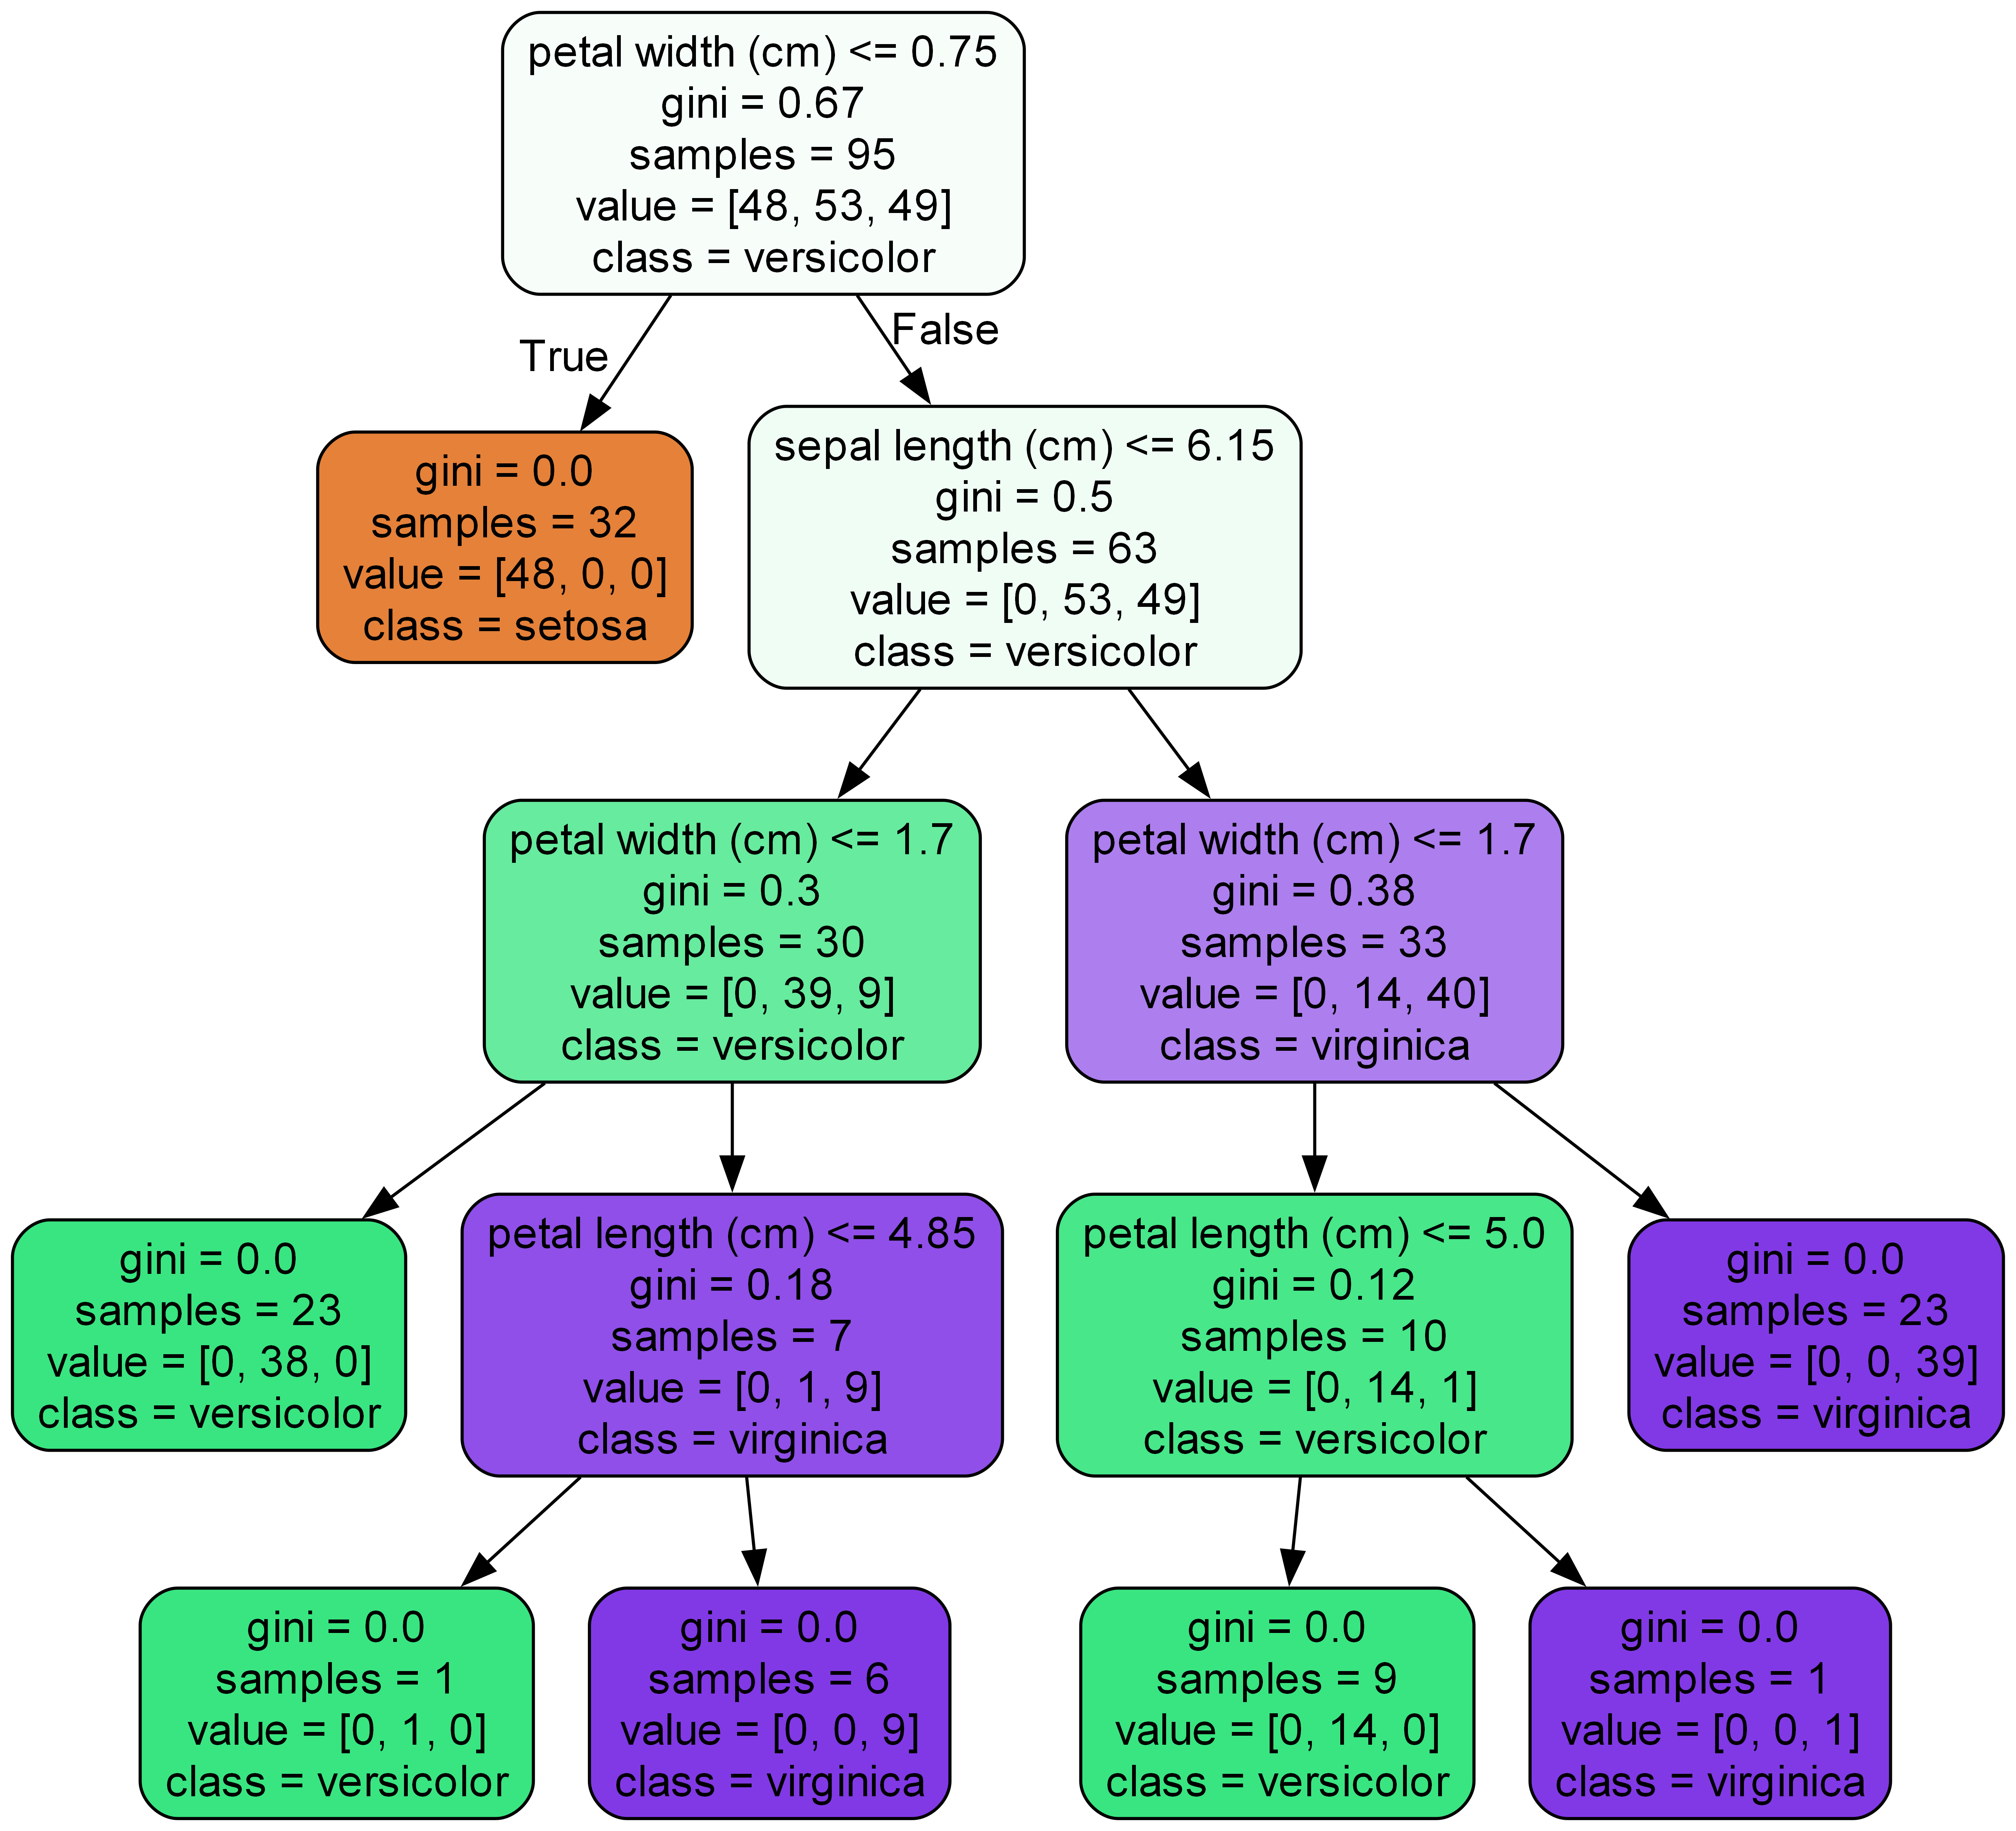 petal width (cm) <= 0.75
gini = 0.67
samples = 95
value = [48, 53, 49]
class = versicolor
True
False
gini = 0.0
samples = 32
value = [48, 0, 0]
class = setosa
sepal length (cm) <= 6.15
gini = 0.5
samples = 63
value = [0, 53, 49]
class = versicolor
petal width (cm) <= 1.7
gini = 0.3
samples = 30
value = [0, 39, 9]
class = versicolor
petal width (cm) <= 1.7
gini = 0.38
samples = 33
value = [0, 14, 40]
class = virginica
gini = 0.0
samples = 23
value = [0, 38, 0]
class = versicolor
petal length (cm) <= 4.85
gini = 0.18
samples = 7
value = [0, 1, 9]
class = virginica
petal length (cm) <= 5.0
gini = 0.12
samples = 10
value = [0, 14, 1]
class = versicolor
gini = 0.0
samples = 23
value = [0, 0, 39]
class = virginica
gini = 0.0
samples = 1
value = [0, 1, 0]
class = versicolor
gini = 0.0
samples = 6
value = [0, 0, 9]
class = virginica
gini = 0.0
samples = 9
value = [0, 14, 0]
class = versicolor
gini = 0.0
samples = 1
value = [0, 0, 1]
class = virginica